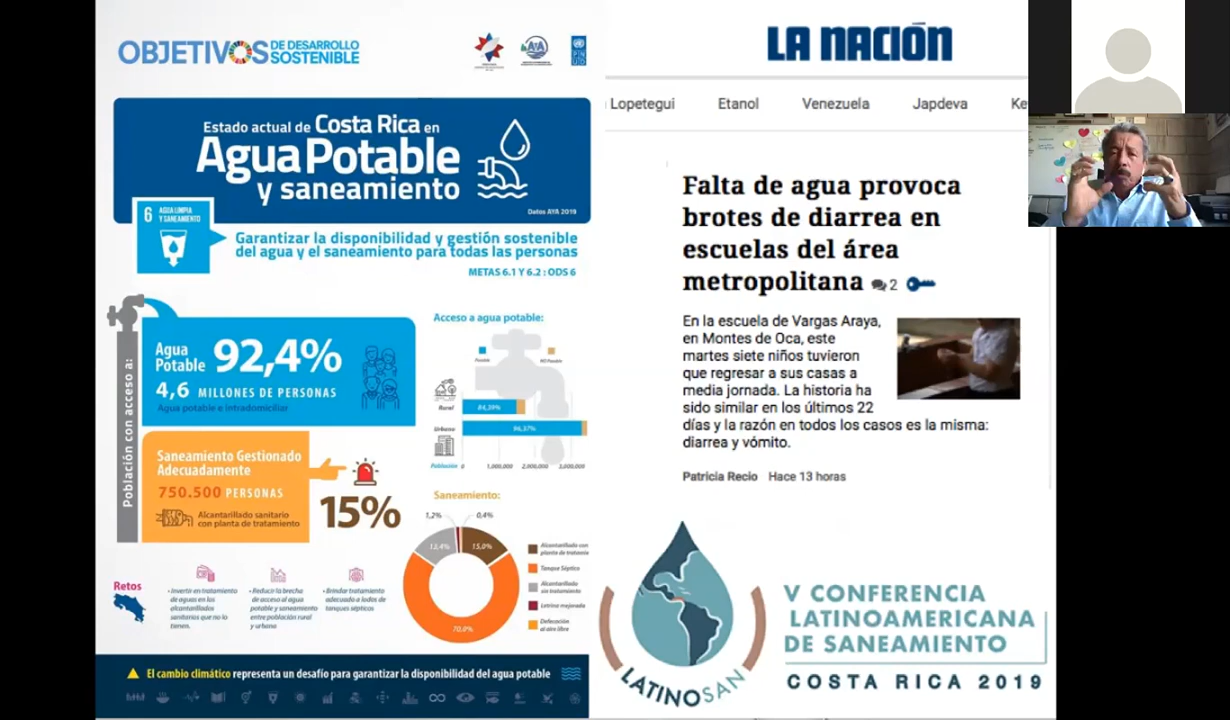 OBJETIVOS DE DESARROLLO
SOSTENIBLE
Estado actual de Costa Rica en
Agua Potable
y saneamiento
Datos AYA 2019
6 AGUA LIMPIA
Y SANEAMIENTO
Garantizar la disponibilidad y gestión sostenible
del agua y el saneamiento para todas las personas
METAS 6.1 Y 6.2 : ODS 6
Población con acceso a:
Agua
Potable 92,4%
4,6 MILLONES DE PERSONAS
Agua potable e intradomiciliar
Saneamiento Gestionado
Adecuadamente
750.500 PERSONAS
Alcantarillado sanitario
con planta de tratamiento
15%
Acceso a agua potable:
Potable
NO Potable
Rural
86,39%
Urbano
96,37%
Población 0 1,000,000 2,000,000 3,000,000
Saneamiento:
1,2%
0,4%
13,4%
15,0%
70,0%
Alcantarillado con
planta de tratamie
Tanque Séptico
Alcantarillado
sin tratamiento
Letrina mejorada
Defecación
al aire libre
Retos
• Invertir en tratamiento
de aguas en los
alcantarillados
sanitarios que no lo
tienen.
• Reducir la brecha
de acceso al agua
potable y saneamiento
entre población rural
y urbana
• Brindar tratamiento
adecuado a lodos de
tanques sépticos
El cambio climático representa un desafío para garantizar la disponibilidad del agua potable
LA NACIÓN
Lopetegui Etanol Venezuela Japdeva Ke
Falta de agua provoca
brotes de diarrea en
escuelas del área
metropolitana 2
En la escuela de Vargas Araya,
en Montes de Oca, este
martes siete niños tuvieron
que regresar a sus casas a
media jornada. La historia ha
sido similar en los últimos 22
días y la razón en todos los casos es la misma:
diarrea y vómito.
Patricia Recio Hace 13 horas
LATINOSAN
V CONFERENCIA
LATINOAMERICANA
DE SANEAMIENTO
COSTA RICA 2019